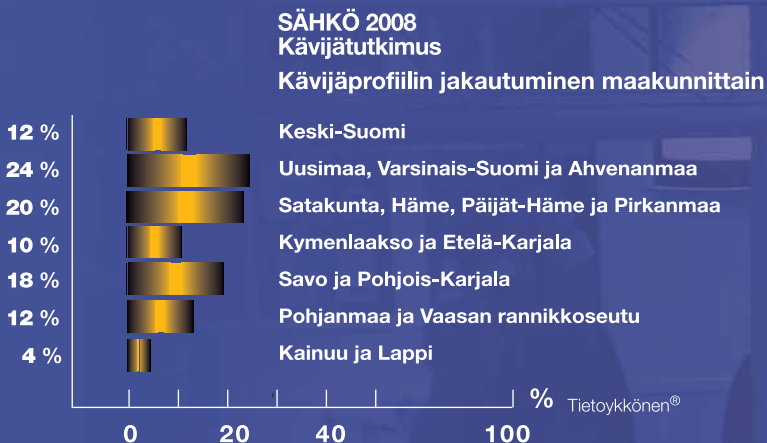 SÄHKÖ 2008
Kävijätutkimus
Kävijäprofiilin jakautuminen maakunnittain
12 % Keski-Suomi
24 % Uusimaa, Varsinais-Suomi ja Ahvenanmaa
20 % Satakunta, Häme, Päijät-Häme ja Pirkanmaa
10 % Kymenlaakso ja Etelä-Karjala
18 % Savo ja Pohjois-Karjala
12 % Pohjanmaa ja Vaasan rannikkoseutu
4 % Kainuu ja Lappi
% Tietoykkönen®
0 20 40 100